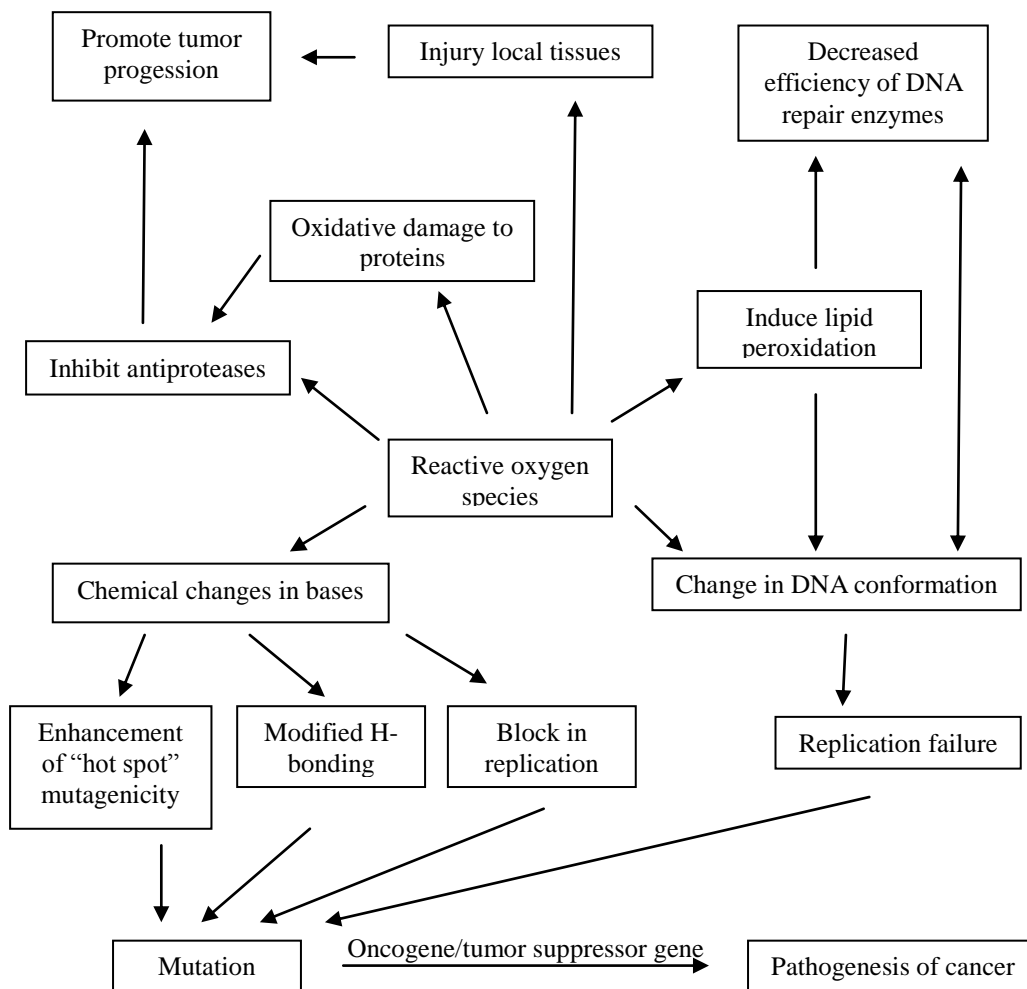 Promote tumor
progession
Injury local tissues
Decreased
efficiency of DNA
repair enzymes
Oxidative damage to
proteins
Induce lipid
peroxidation
Inhibit antiproteases
Reactive oxygen
species
Chemical changes in bases
Change in DNA conformation
Enhancement
of “hot spot”
mutagenicity
Modified H-
bonding
Block in
replication
Replication failure
Mutation
Oncogene/tumor suppressor gene
Pathogenesis of cancer